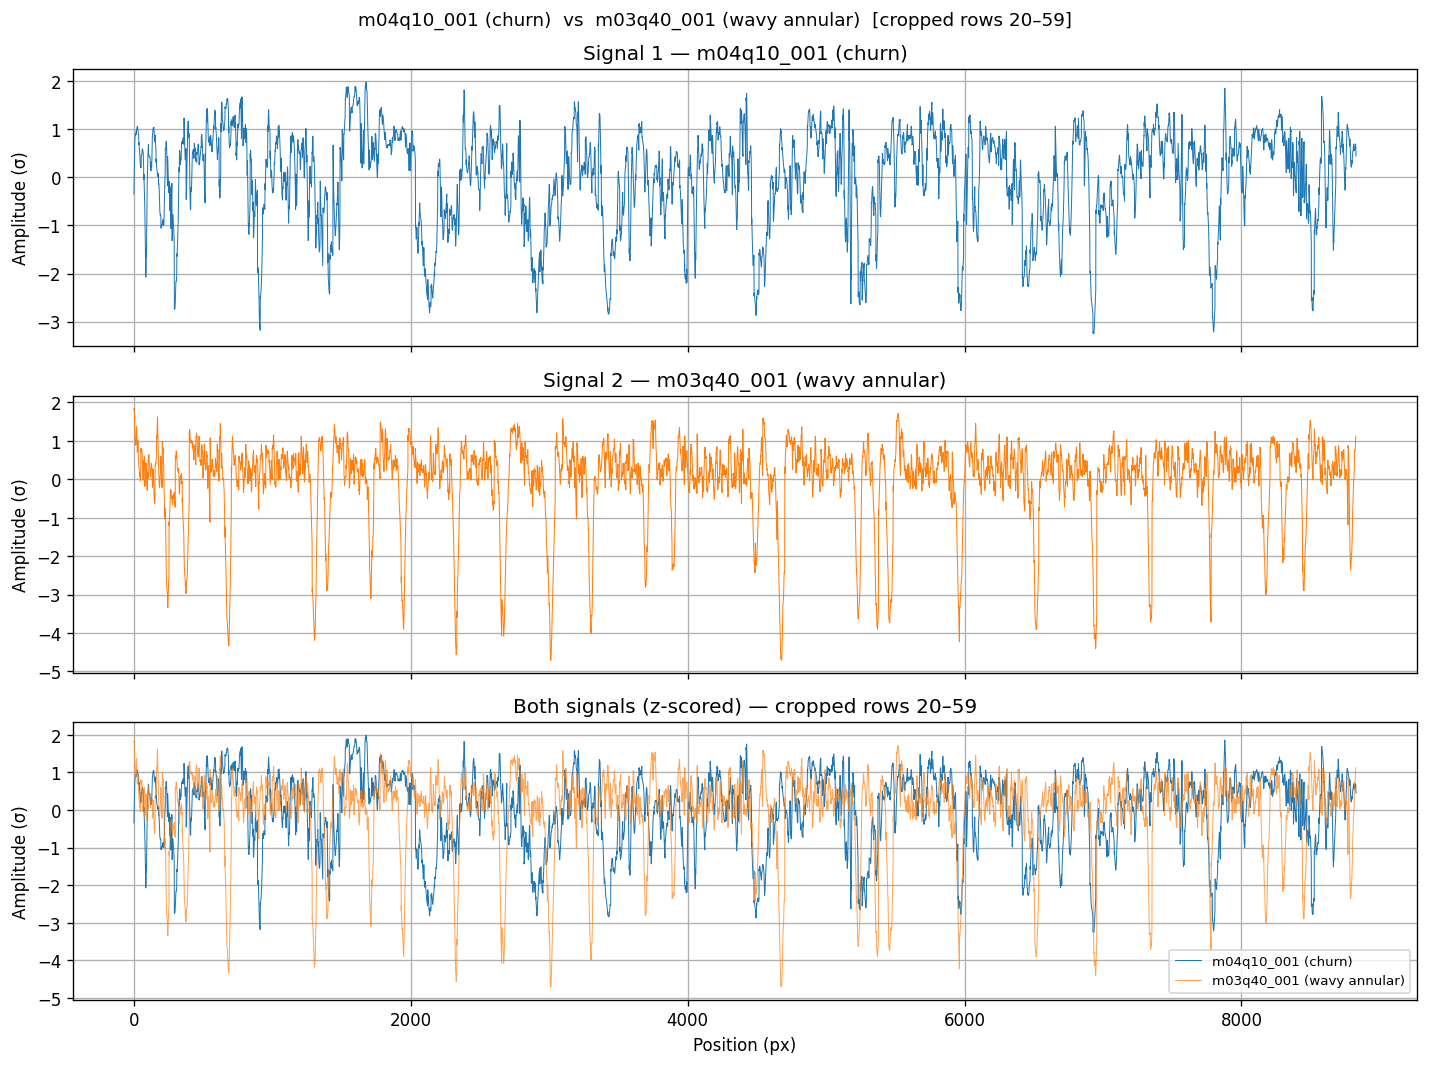 m04q10_001 (churn)  vs  m03q40_001 (wavy annular)  [cropped rows 20–59]
Signal 1 — m04q10_001 (churn)
Amplitude (σ)
2
1
0
−1
−2
−3
Signal 2 — m03q40_001 (wavy annular)
Amplitude (σ)
2
1
0
−1
−2
−3
−4
−5
Both signals (z-scored) — cropped rows 20–59
Amplitude (σ)
2
1
0
−1
−2
−3
−4
−5
m04q10_001 (churn)
m03q40_001 (wavy annular)
0 2000 4000 6000 8000
Position (px)